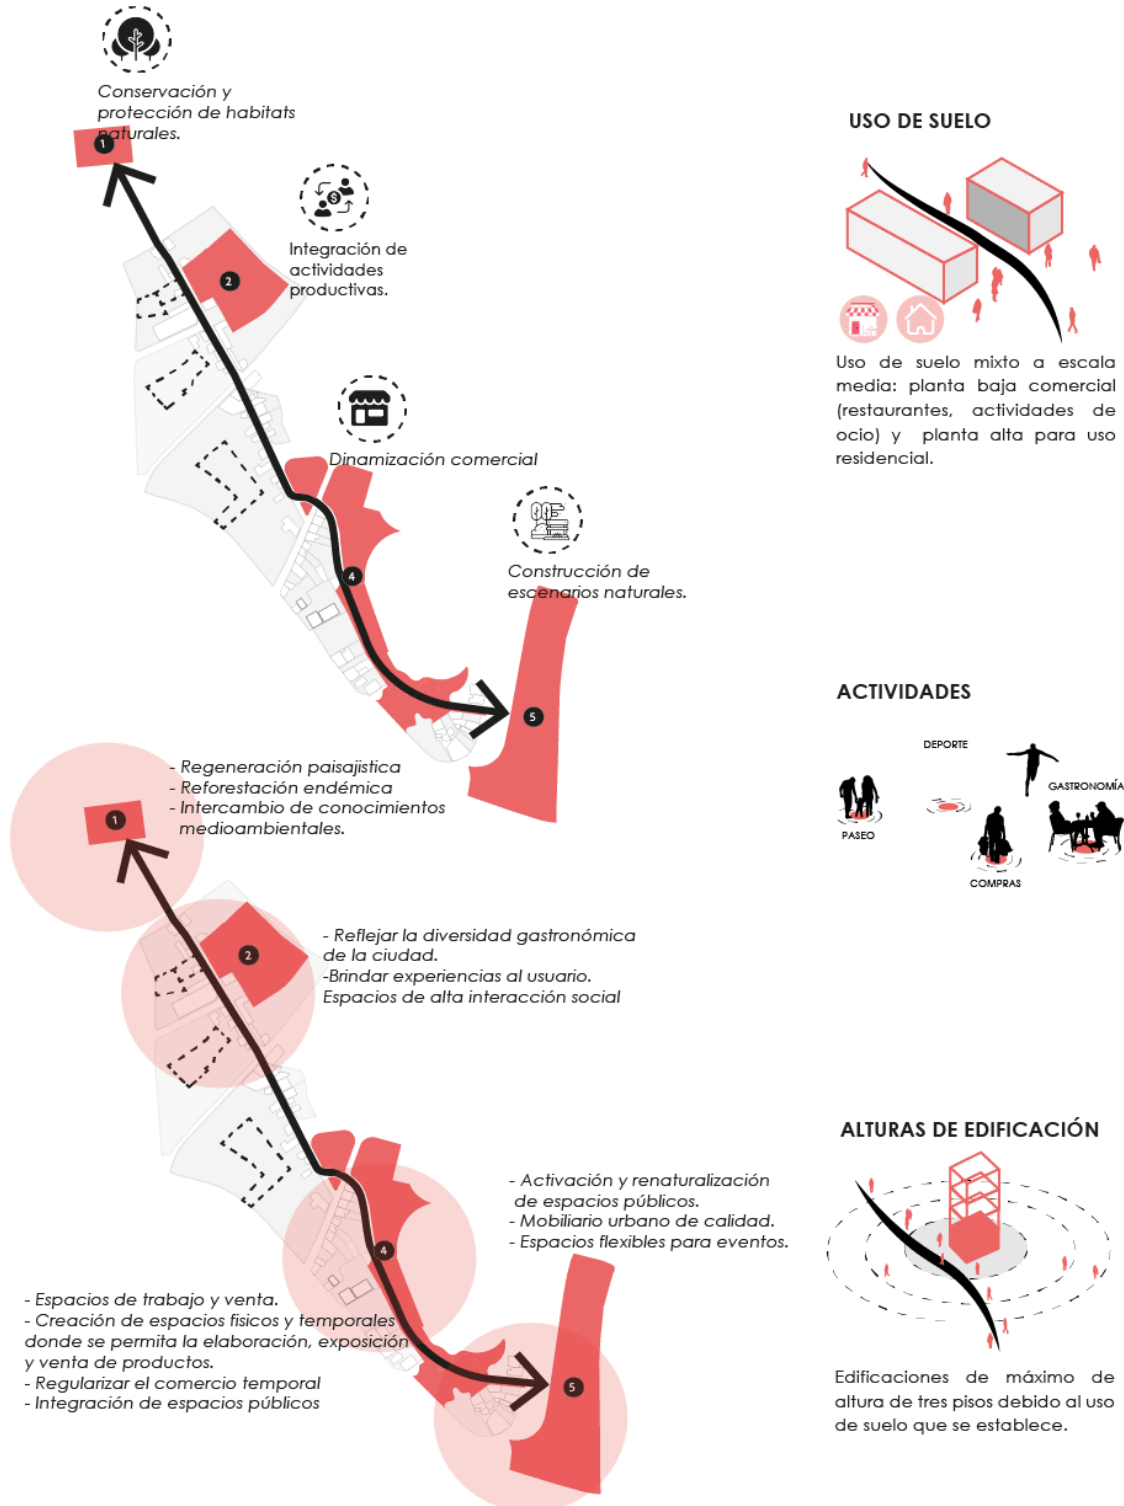 Conservación y
protección de habitats
naturales.
1
Integración de
actividades
productivas.
2
Dinamización comercial
Construcción de
escenarios naturales.
4
5
- Regeneración paisajistica
- Reforestación endémica
- Intercambio de conocimientos
medioambientales.
1
- Reflejar la diversidad gastronómica
de la ciudad.
-Brindar experiencias al usuario.
Espacios de alta interacción social
2
- Activación y renaturalización
de espacios públicos.
- Mobiliario urbano de calidad.
- Espacios flexibles para eventos.
4
- Espacios de trabajo y venta.
- Creación de espacios fisicos y temporales
donde se permita la elaboración, exposición
y venta de productos.
- Regularizar el comercio temporal
- Integración de espacios públicos
5
USO DE SUELO
Uso de suelo mixto a escala
media: planta baja comercial
(restaurantes, actividades de
ocio) y planta alta para uso
residencial.
ACTIVIDADES
DEPORTE
GASTRONOMÍA
PASEO
COMPRAS
ALTURAS DE EDIFICACIÓN
Edificaciones de máximo de
altura de tres pisos debido al uso
de suelo que se establece.